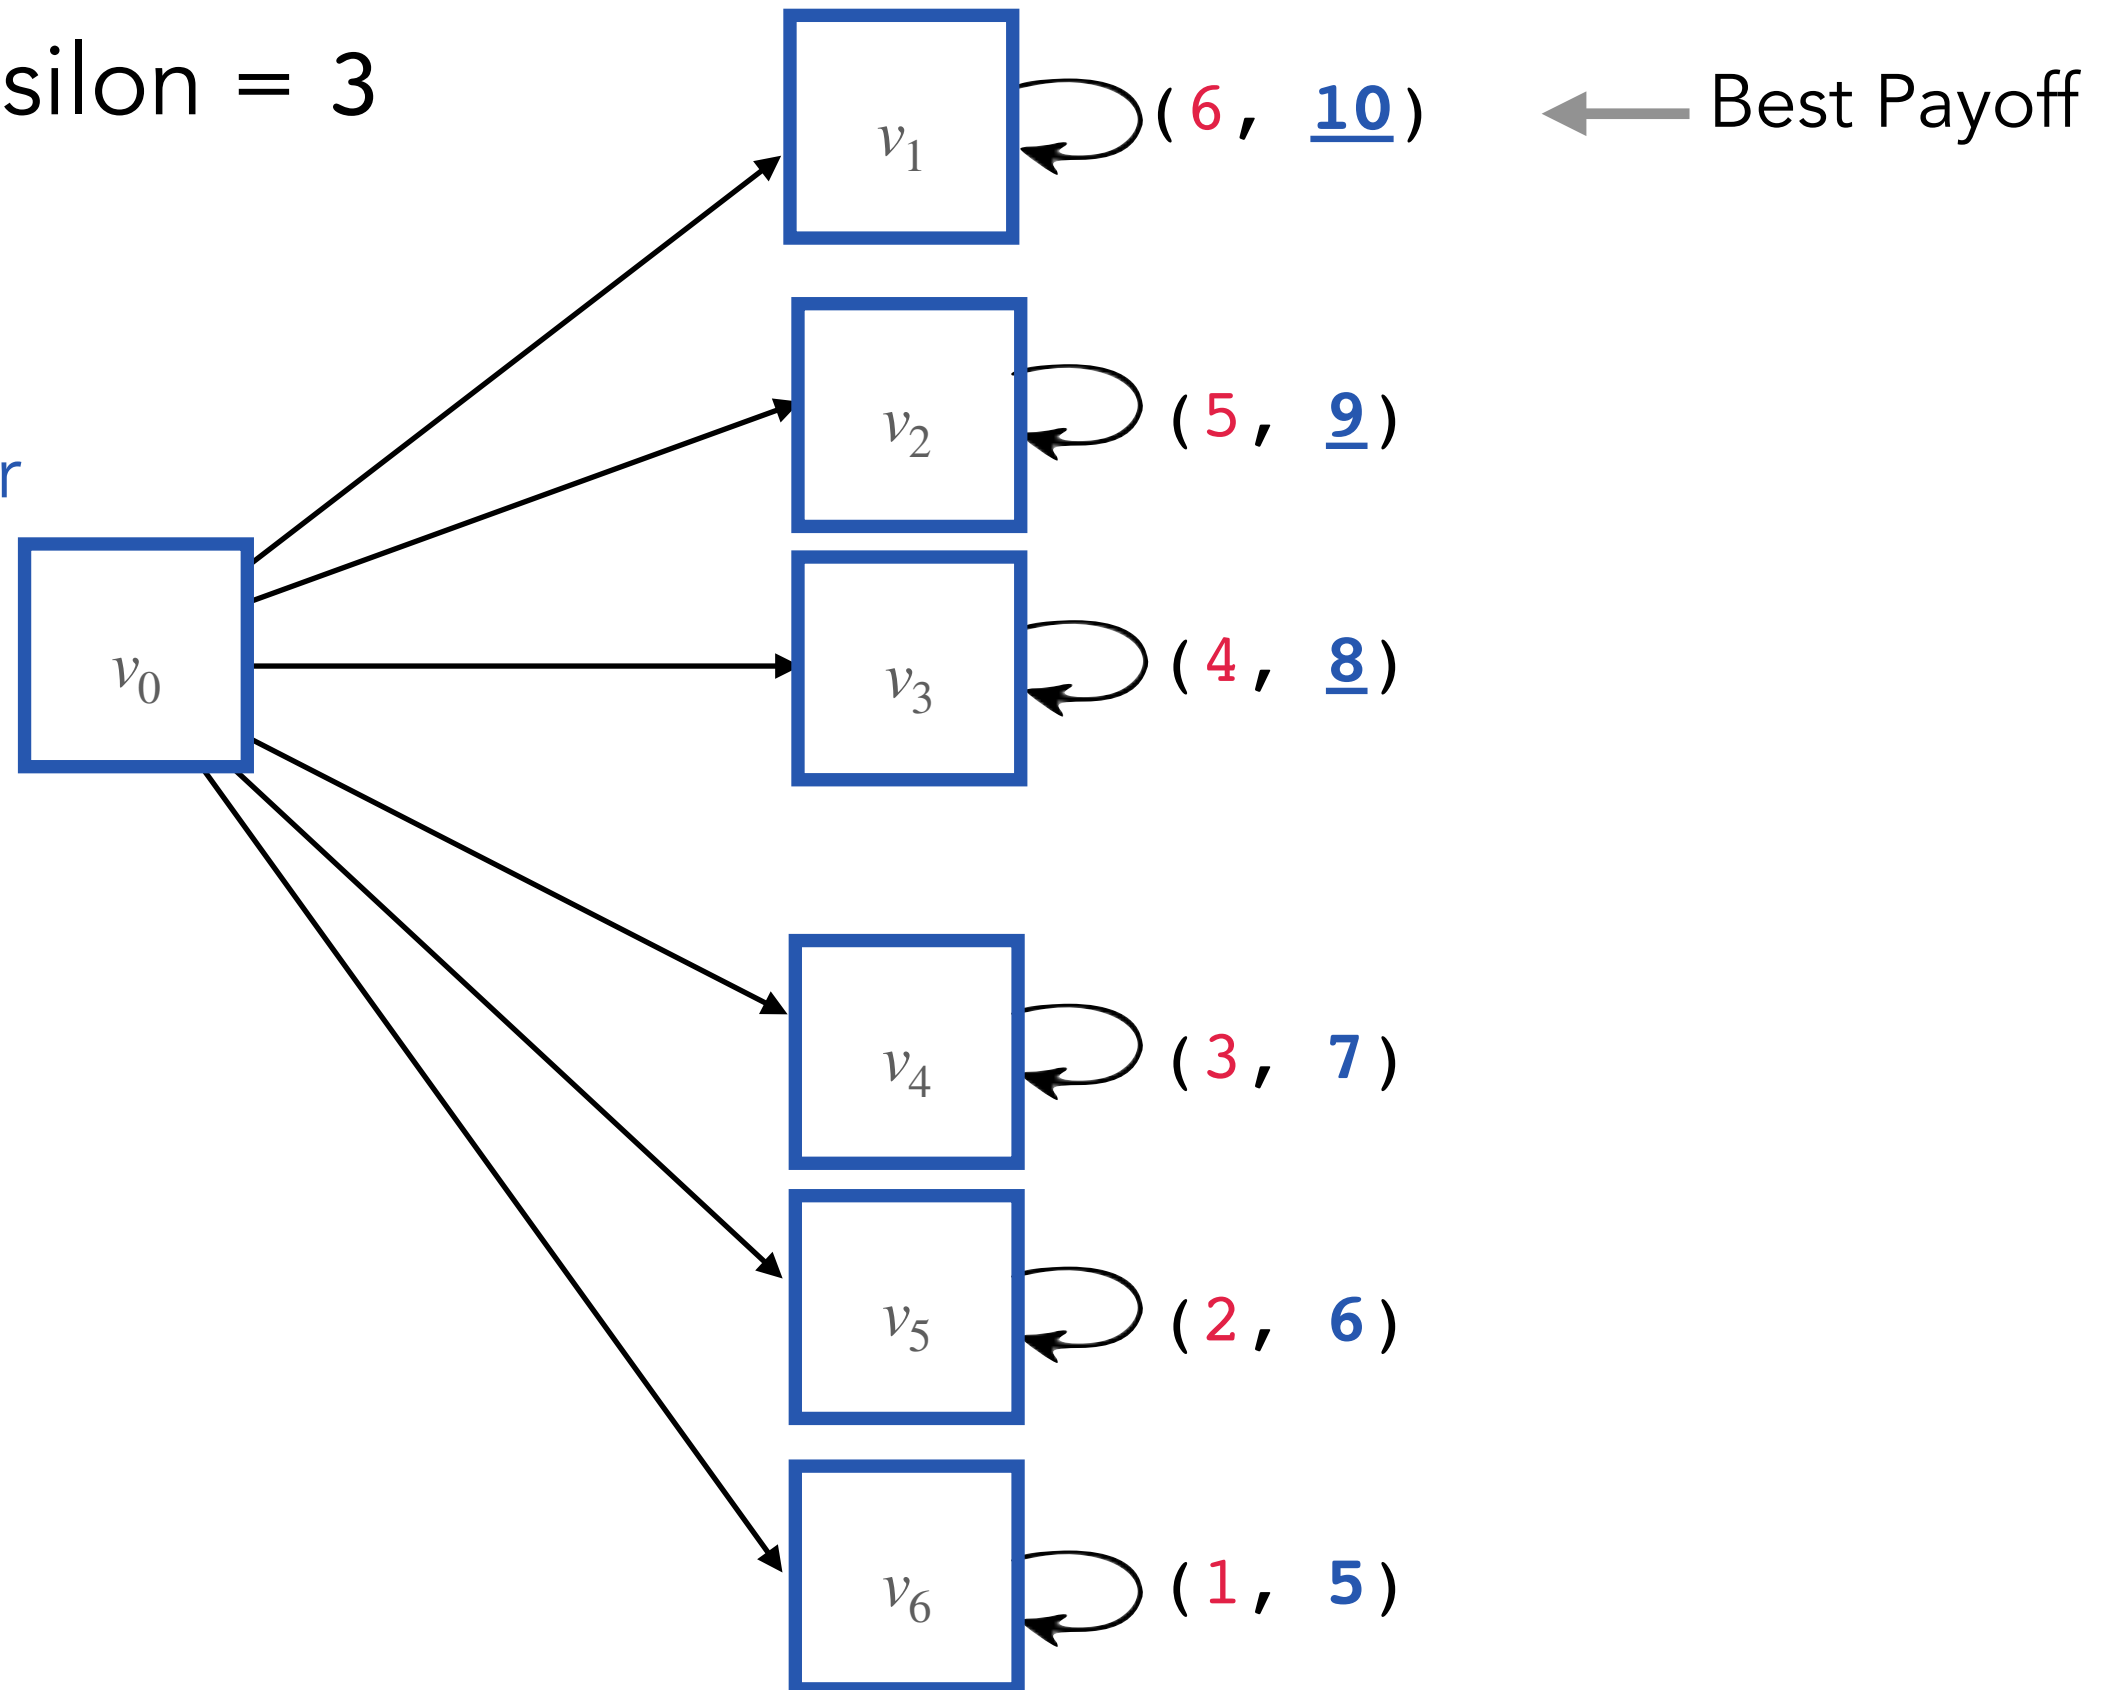 silon = 3
v1
(6, 10)
Best Payoff
v2
(5, 9)
r
v0
v3
(4, 8)
v4
(3, 7)
v5
(2, 6)
v6
(1, 5)